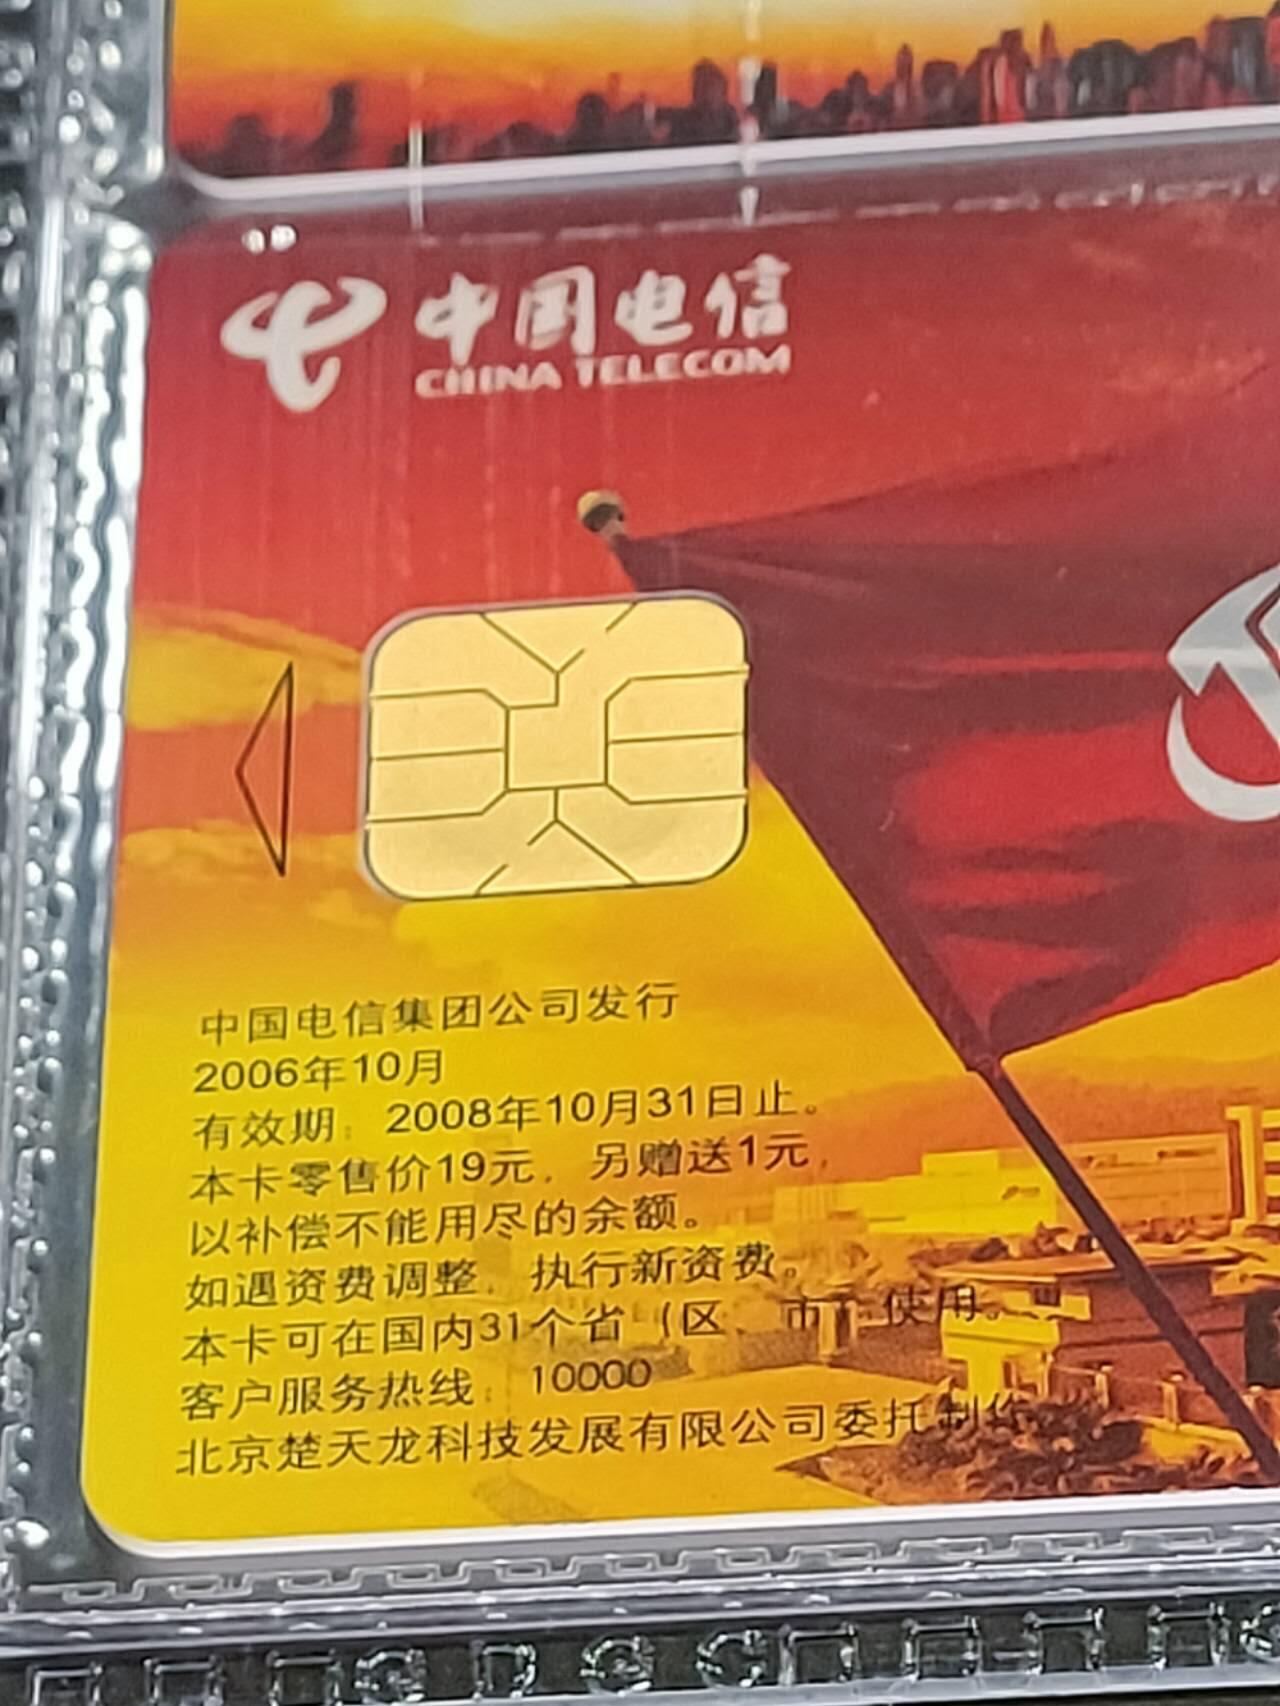 中国电信
CHINA TELECOM
中国电信集团公司发行
2006年10月
有效期：2008年10月31日止。
本卡零售价19元，另赠送1元，
以补偿不能用尽的余额。
如遇资费调整，执行新资费。
本卡可在国内31个省（区、市）使用。
客户服务热线：10000
北京楚天龙科技发展有限公司委托制作